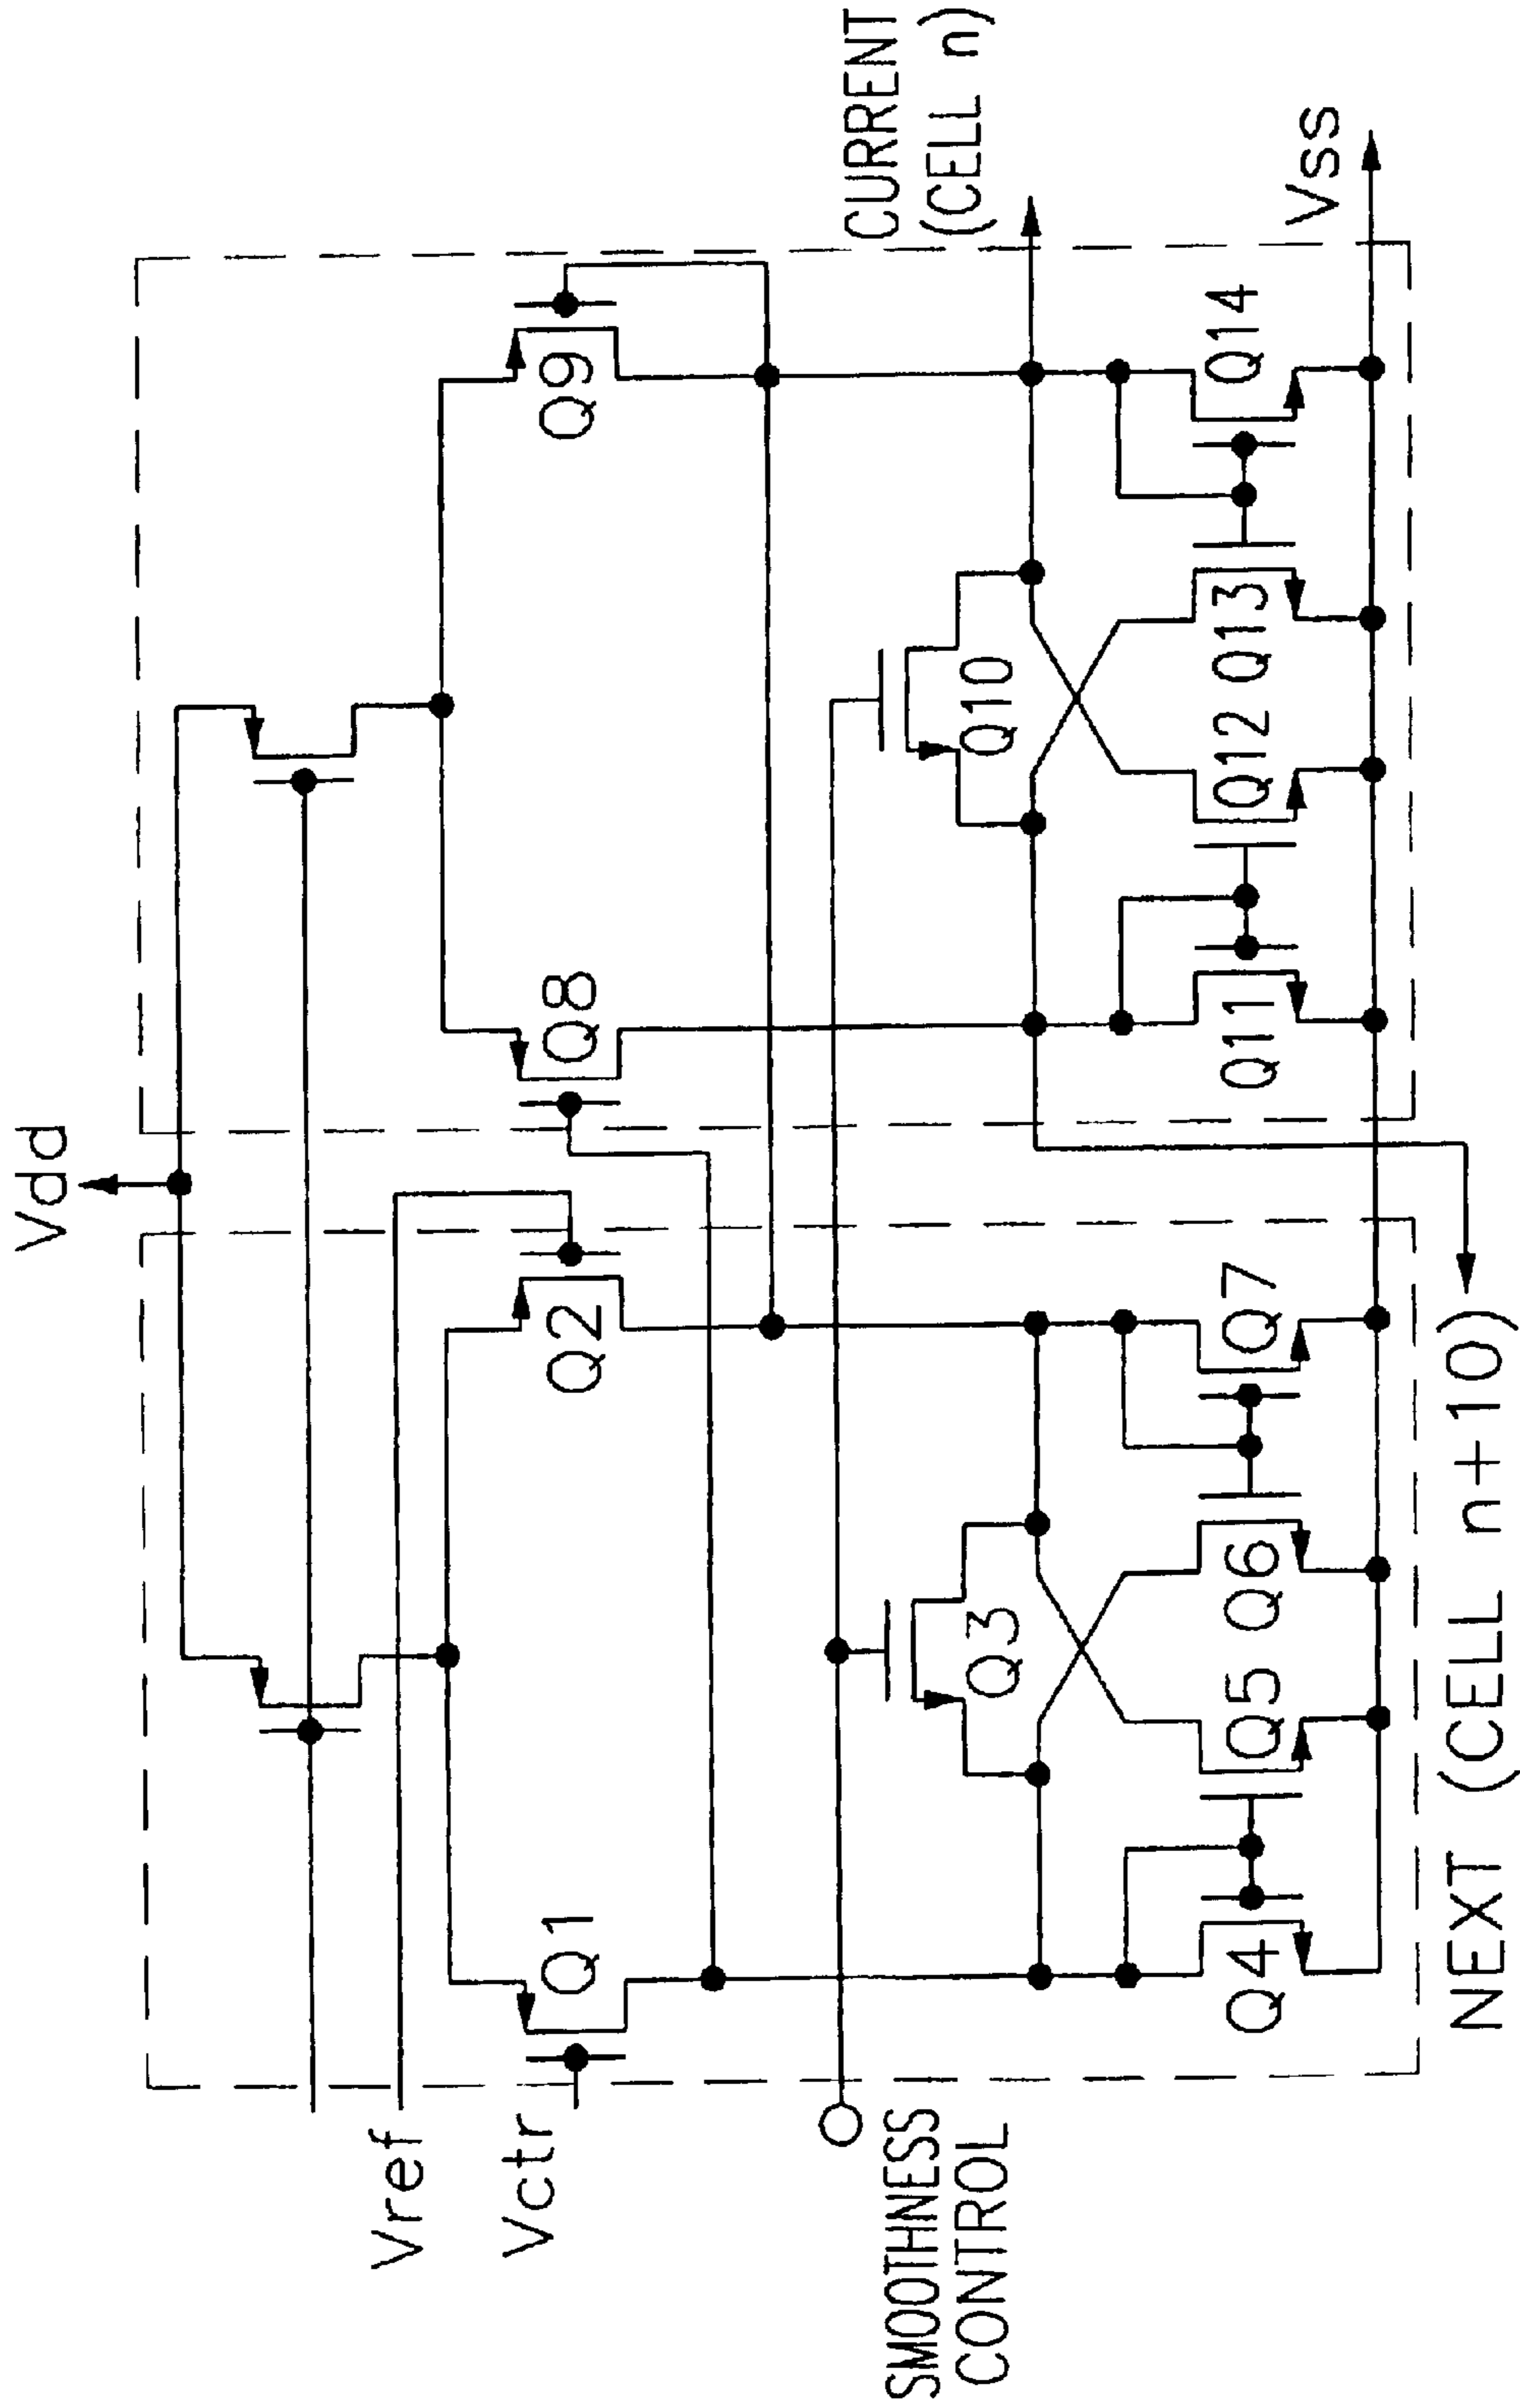 Vdd
Vref
Vctr
SMOOTHNESS
CONTROL
Q1
Q2
Q8
Q9
Q3
Q10
CURRENT
(CELL n)
Q4
Q5
Q6
Q7
Q11
Q12
Q13
Q14
Vss
NEXT (CELL n+10)